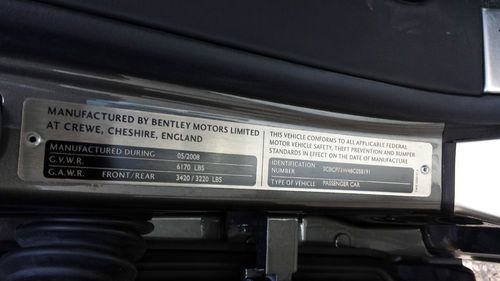 MANUFACTURED BY BENTLEY MOTORS LIMITED
AT CREWE, CHESHIRE, ENGLAND
MANUFACTURED DURING 05/2008
G.V.W.R. 6170 LBS
G.A.W.R. FRONT/REAR 3420 / 3220 LBS
THIS VEHICLE CONFORMS TO ALL APPLICABLE FEDERAL
MOTOR VEHICLE SAFETY, THEFT PREVENTION AND BUMPER
STANDARDS IN EFFECT ON THE DATE OF MANUFACTURE
IDENTIFICATION
NUMBER
TYPE OF VEHICLE PASSENGER CAR